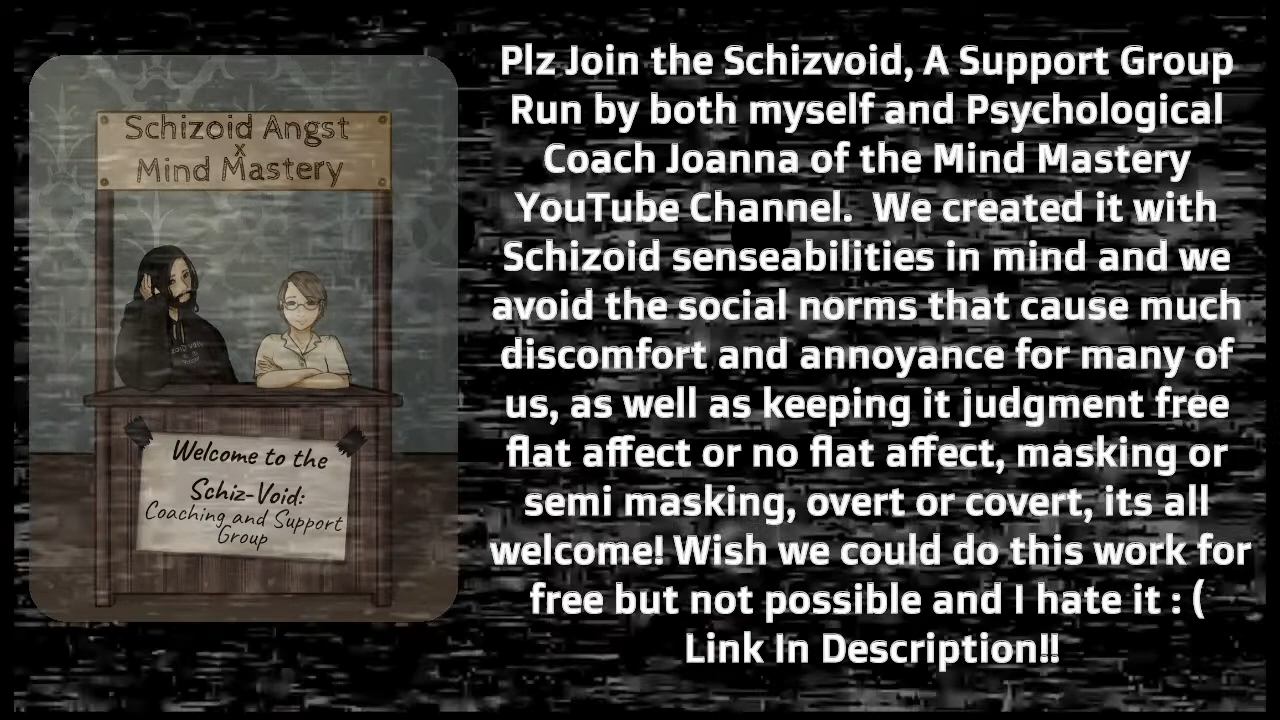 Schizoid Angst
x
Mind Mastery
Welcome to the
Schiz-Void:
Coaching and Support
Group
Plz Join the Schizvoid, A Support Group
Run by both myself and Psychological
Coach Joanna of the Mind Mastery
YouTube Channel.  We created it with
Schizoid senseabilities in mind and we
avoid the social norms that cause much
discomfort and annoyance for many of
us, as well as keeping it judgment free
flat affect or no flat affect, masking or
semi masking, overt or covert, its all
welcome! Wish we could do this work for
free but not possible and I hate it : (
Link In Description!!